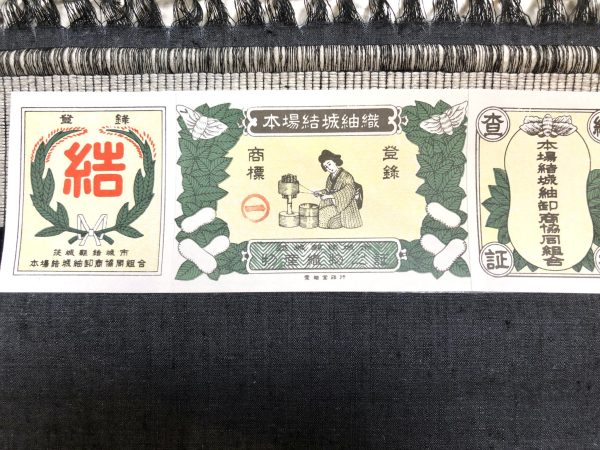 登録
結
茨城縣結城市
本場結城紬卸商協同組合
本場結城紬織
登録
商標
一
査
証
本場結城紬卸商協同組合